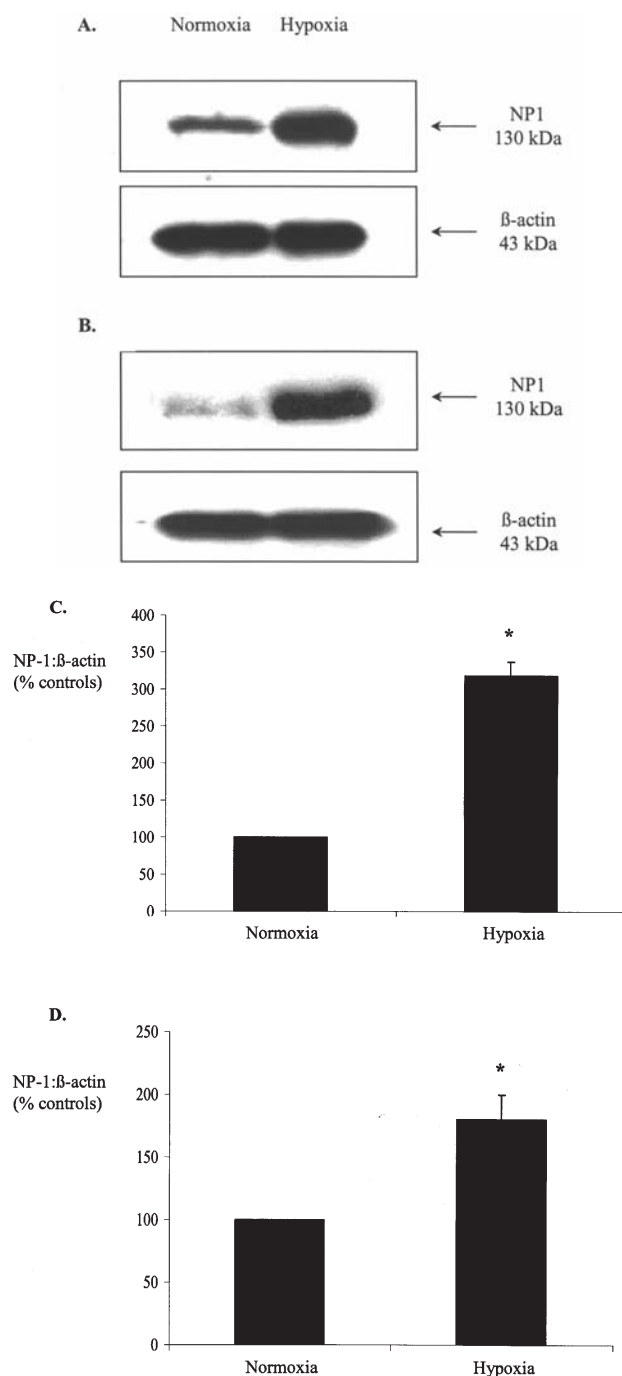 A.
Normoxia Hypoxia
NP1
130 kDa
ß-actin
43 kDa
B.
NP1
130 kDa
ß-actin
43 kDa
C.
NP-1:ß-actin
(% controls)
400
350
300
250
200
150
100
50
0
*
Normoxia Hypoxia
D.
NP-1:ß-actin
(% controls)
250
200
150
100
50
0
*
Normoxia Hypoxia